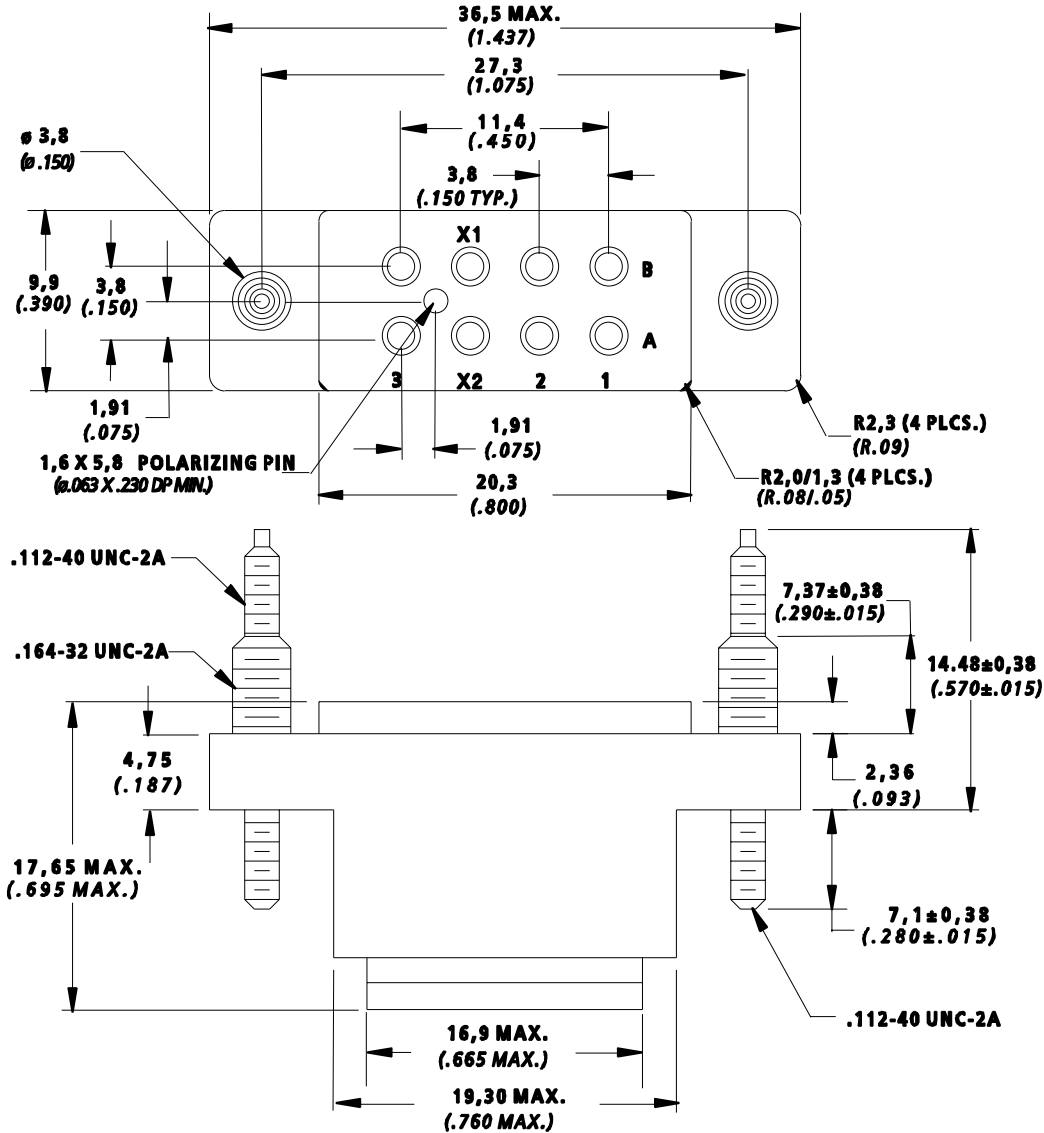 36,5 MAX.
(1.437)
27,3
(1.075)
11,4
(.450)
ø 3,8
(ø.150)
3,8
(.150 TYP.)
X1
B
9,9
(.390)
3,8
(.150)
A
3
X2
2
1
1,91
(.075)
1,91
(.075)
R2,3 (4 PLCS.)
(R.09)
1,6 X 5,8 POLARIZING PIN
(ø.063 X .230 DP MIN.)
20,3
(.800)
R2,0/1,3 (4 PLCS.)
(R.08/.05)
.112-40 UNC-2A
7,37±0,38
(.290±.015)
.164-32 UNC-2A
14.48±0,38
(.570±.015)
4,75
(.187)
2,36
(.093)
17,65 MAX.
(.695 MAX.)
7,1±0,38
(.280±.015)
.112-40 UNC-2A
16,9 MAX.
(.665 MAX.)
19,30 MAX.
(.760 MAX.)